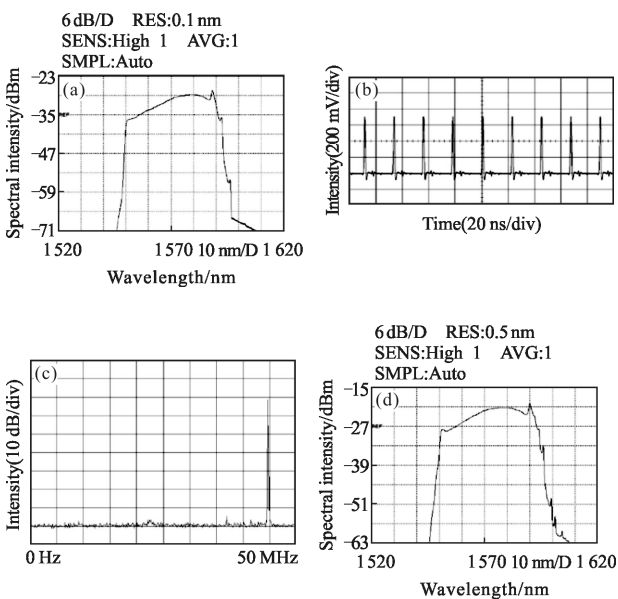 6 dB/D RES:0.1 nm
SENS:High 1 AVG:1
SMPL:Auto
(a)
Spectral intensity/dBm
−23
−35
−47
−59
−71
1 520 1 570 10 nm/D 1 620
Wavelength/nm
(b)
Intensity(200 mV/div)
Time(20 ns/div)
(c)
Intensity(10 dB/div)
0 Hz 50 MHz
6 dB/D RES:0.5 nm
SENS:High 1 AVG:1
SMPL:Auto
(d)
Spectral intensity/dBm
−15
−27
−39
−51
−63
1 520 1 570 10 nm/D 1 620
Wavelength/nm